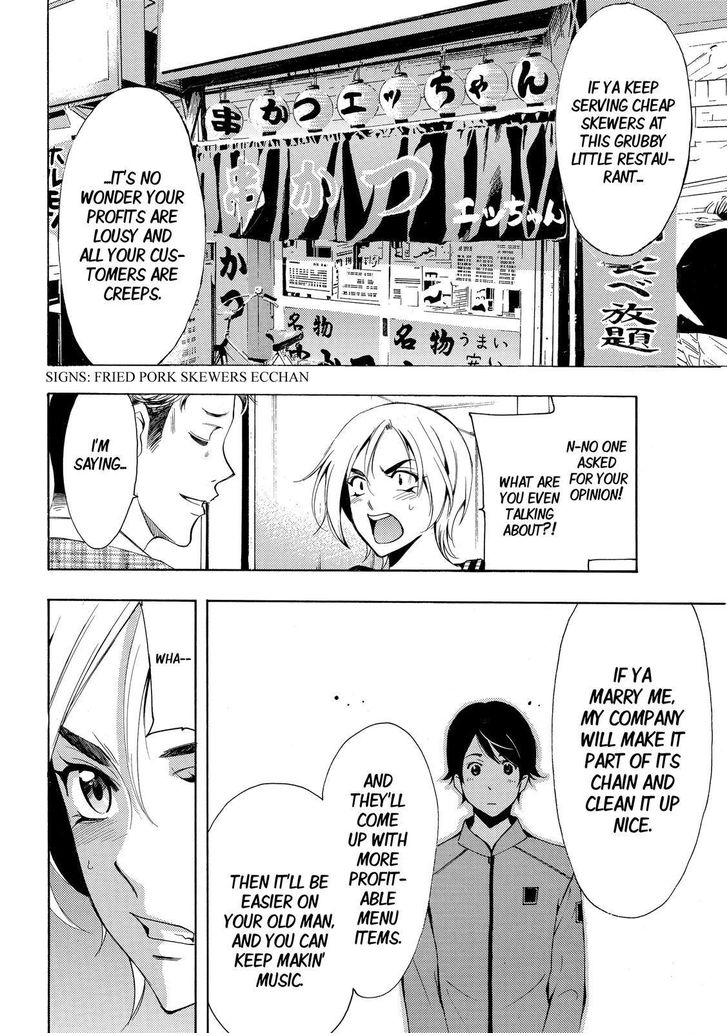 串かつエッちゃん
IF YA KEEP
SERVING CHEAP
SKEWERS AT
THIS GRUBBY
LITTLE RESTAU-
RANT...
串かつ
エッちゃん
...IT'S NO
WONDER YOUR
PROFITS ARE
LOUSY AND
ALL YOUR CUS-
TOMERS ARE
CREEPS.
かつ
名物
名物
うまい
安い
食べ放題
SIGNS: FRIED PORK SKEWERS ECCHAN
N-NO ONE
ASKED
FOR YOUR
OPINION!
WHAT ARE
YOU EVEN
TALKING
ABOUT?!
I'M
SAYING...
IF YA
MARRY ME,
MY COMPANY
WILL MAKE IT
PART OF ITS
CHAIN AND
CLEAN IT UP
NICE.
AND
THEY'LL
COME
UP WITH
MORE
PROFIT-
ABLE
MENU
ITEMS.
THEN IT'LL BE
EASIER ON
YOUR OLD MAN,
AND YOU CAN
KEEP MAKIN'
MUSIC.
WHA--